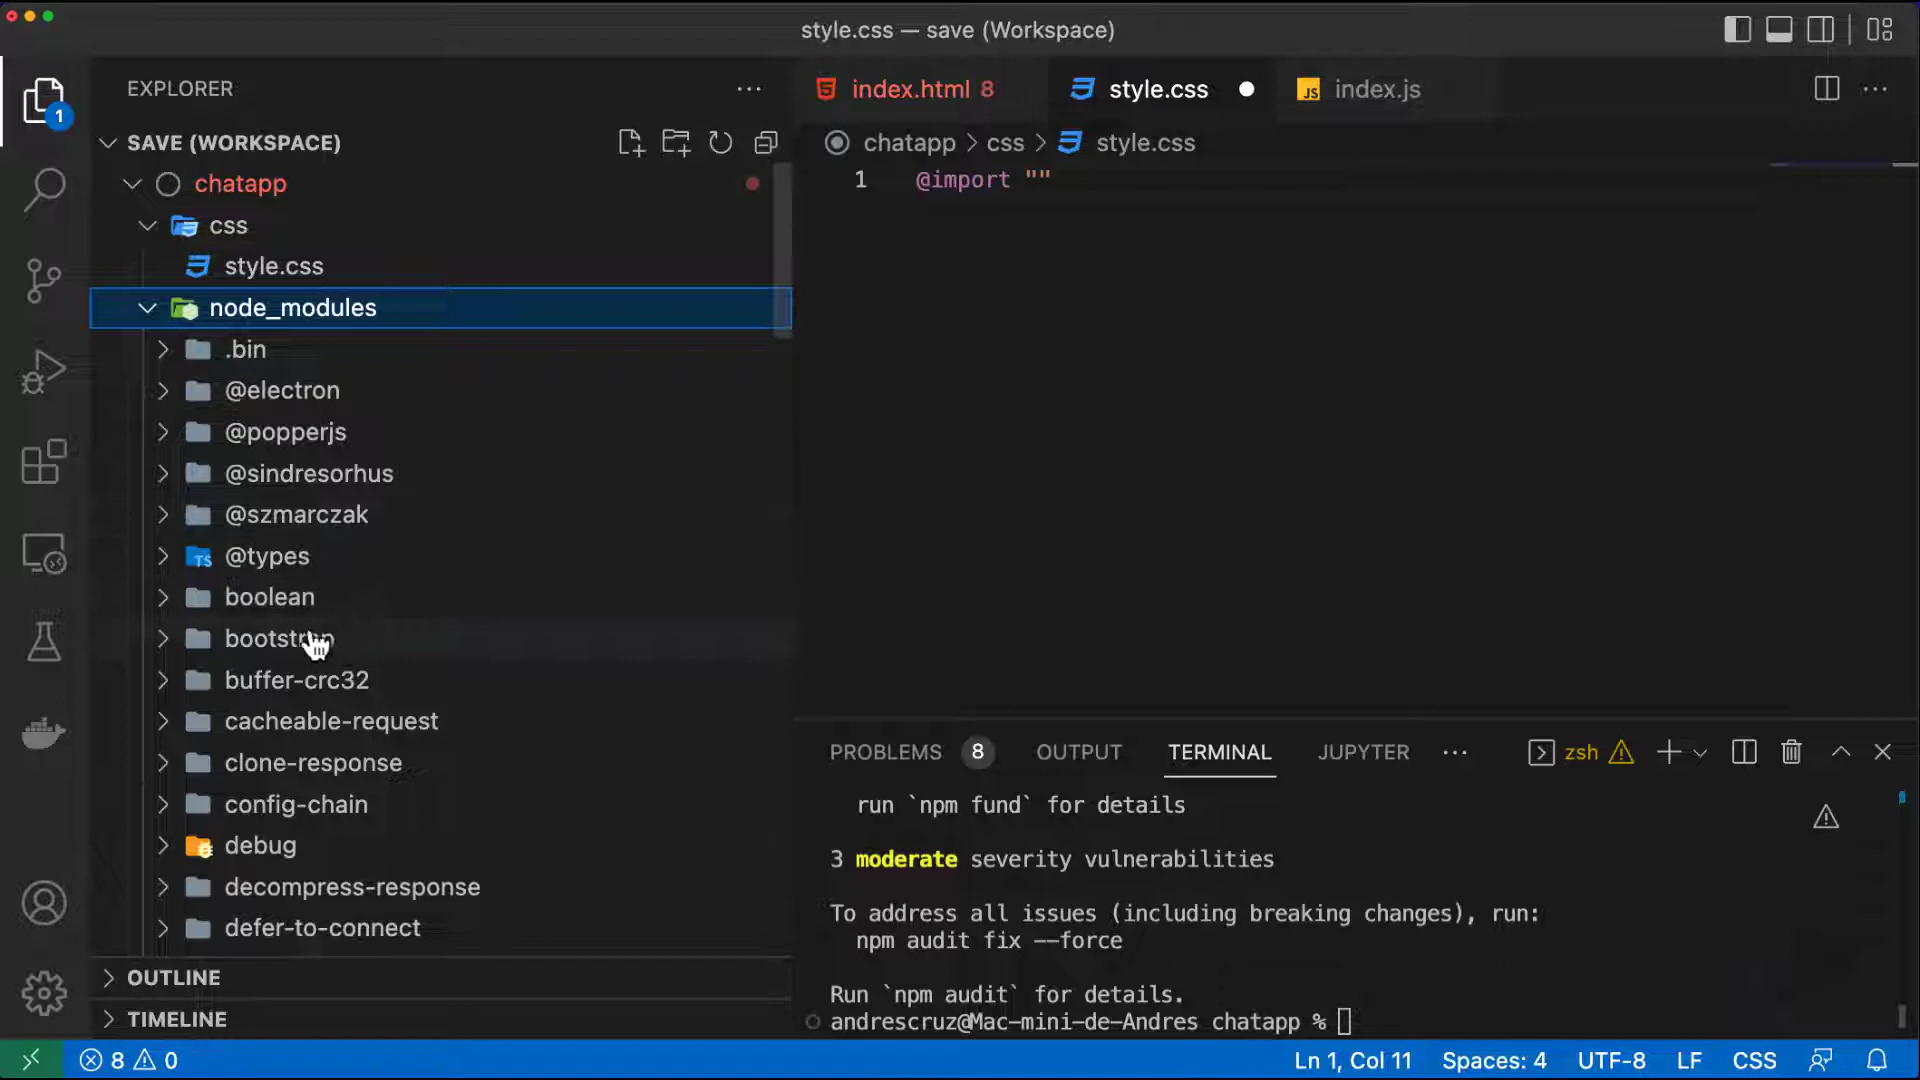 style.css — save (Workspace)
EXPLORER
1
SAVE (WORKSPACE)
chatapp
css
style.css
node_modules
.bin
@electron
@popperjs
@sindresorhus
@szmarczak
TS
@types
boolean
bootstrap
buffer-crc32
cacheable-request
clone-response
config-chain
debug
decompress-response
defer-to-connect
OUTLINE
TIMELINE
index.html 8
style.css
JS index.js
chatapp > css > style.css
1 @import ""
PROBLEMS 8 OUTPUT TERMINAL JUPYTER ··· zsh
run `npm fund` for details
3 moderate severity vulnerabilities
To address all issues (including breaking changes), run:
npm audit fix --force
Run `npm audit` for details.
andrescruz@Mac-mini-de-Andres chatapp %
8 0
Ln 1, Col 11 Spaces: 4 UTF-8 LF CSS